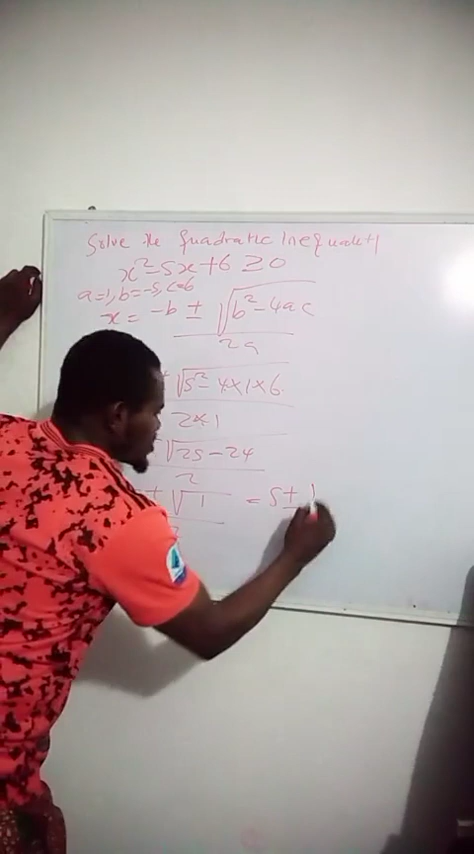 Solve the Quadratic Inequality
x²-5x+6 ≥ 0
a=1, b=-5, c=6
x = -b ± √b²-4ac
2a
√5²- 4×1×6
2×1
√25-24
2
± √1 = 5 ± 1